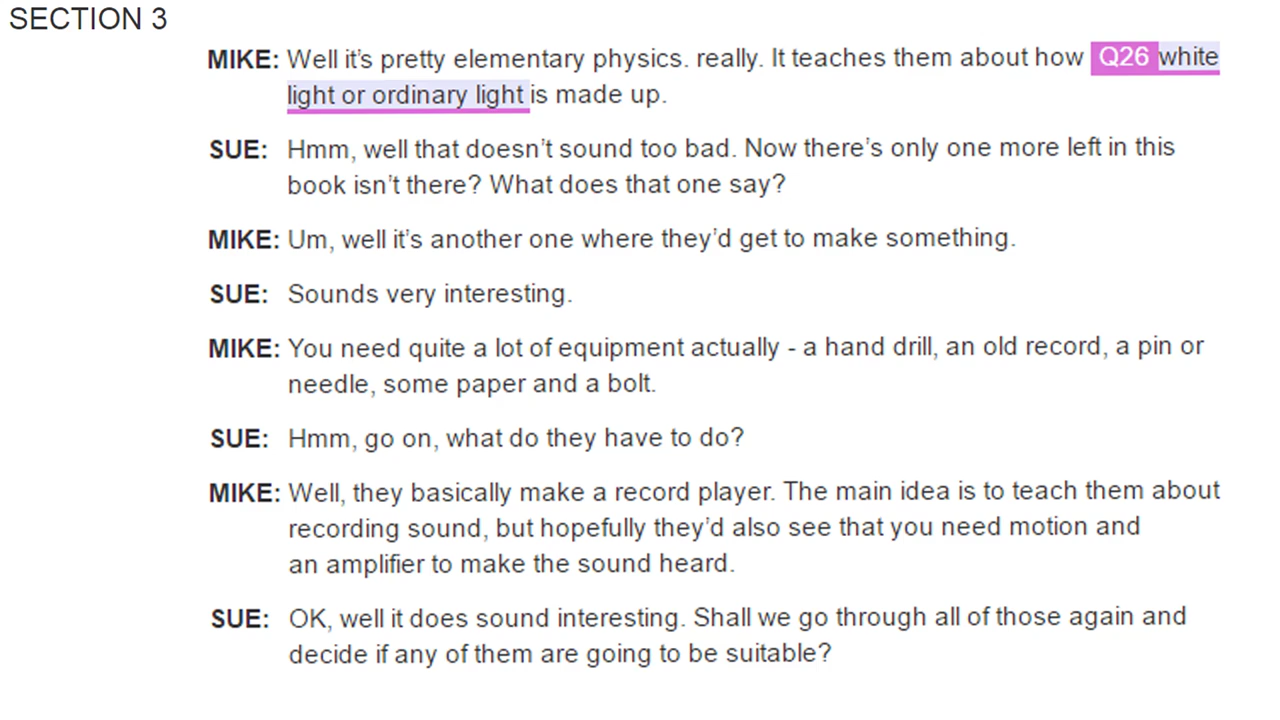 SECTION 3
MIKE: Well it's pretty elementary physics. really. It teaches them about how Q26 white
light or ordinary light is made up.
SUE: Hmm, well that doesn't sound too bad. Now there's only one more left in this
book isn't there? What does that one say?
MIKE: Um, well it's another one where they'd get to make something.
SUE: Sounds very interesting.
MIKE: You need quite a lot of equipment actually - a hand drill, an old record, a pin or
needle, some paper and a bolt.
SUE: Hmm, go on, what do they have to do?
MIKE: Well, they basically make a record player. The main idea is to teach them about
recording sound, but hopefully they'd also see that you need motion and
an amplifier to make the sound heard.
SUE: OK, well it does sound interesting. Shall we go through all of those again and
decide if any of them are going to be suitable?